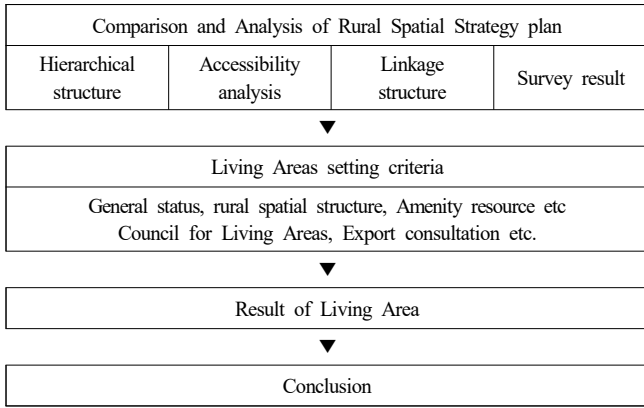 Comparison and Analysis of Rural Spatial Strategy plan
Hierarchical structure
Accessibility analysis
Linkage structure
Survey result
▼
Living Areas setting criteria
General status, rural spatial structure, Amenity resource etc
Council for Living Areas, Export consultation etc.
▼
Result of Living Area
▼
Conclusion